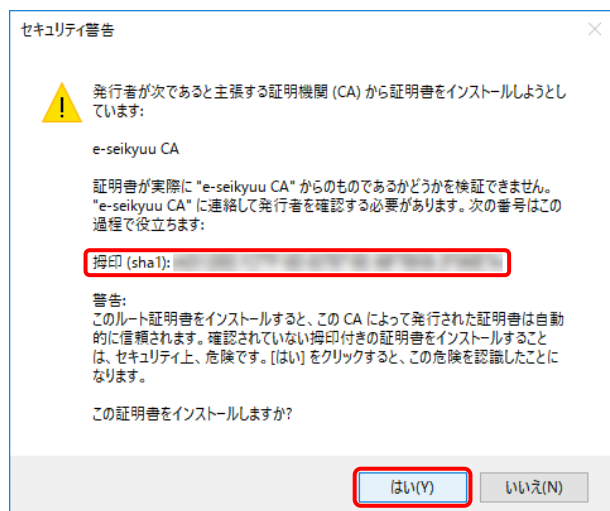 セキュリティ警告
発行者が次であると主張する証明機関 (CA) から証明書をインストールしようとし
ています:
e-seikyuu CA
証明書が実際に "e-seikyuu CA" からのものであるかどうかを検証できません。
"e-seikyuu CA" に連絡して発行者を確認する必要があります。次の番号はこの
過程で役立ちます:
拇印 (sha1):
警告:
このルート証明書をインストールすると、この CA によって発行された証明書は自動
的に信頼されます。確認されていない拇印付きの証明書をインストールすること
は、セキュリティ上、危険です。[はい] をクリックすると、この危険を認識したことに
なります。
この証明書をインストールしますか?
はい(Y)
いいえ(N)